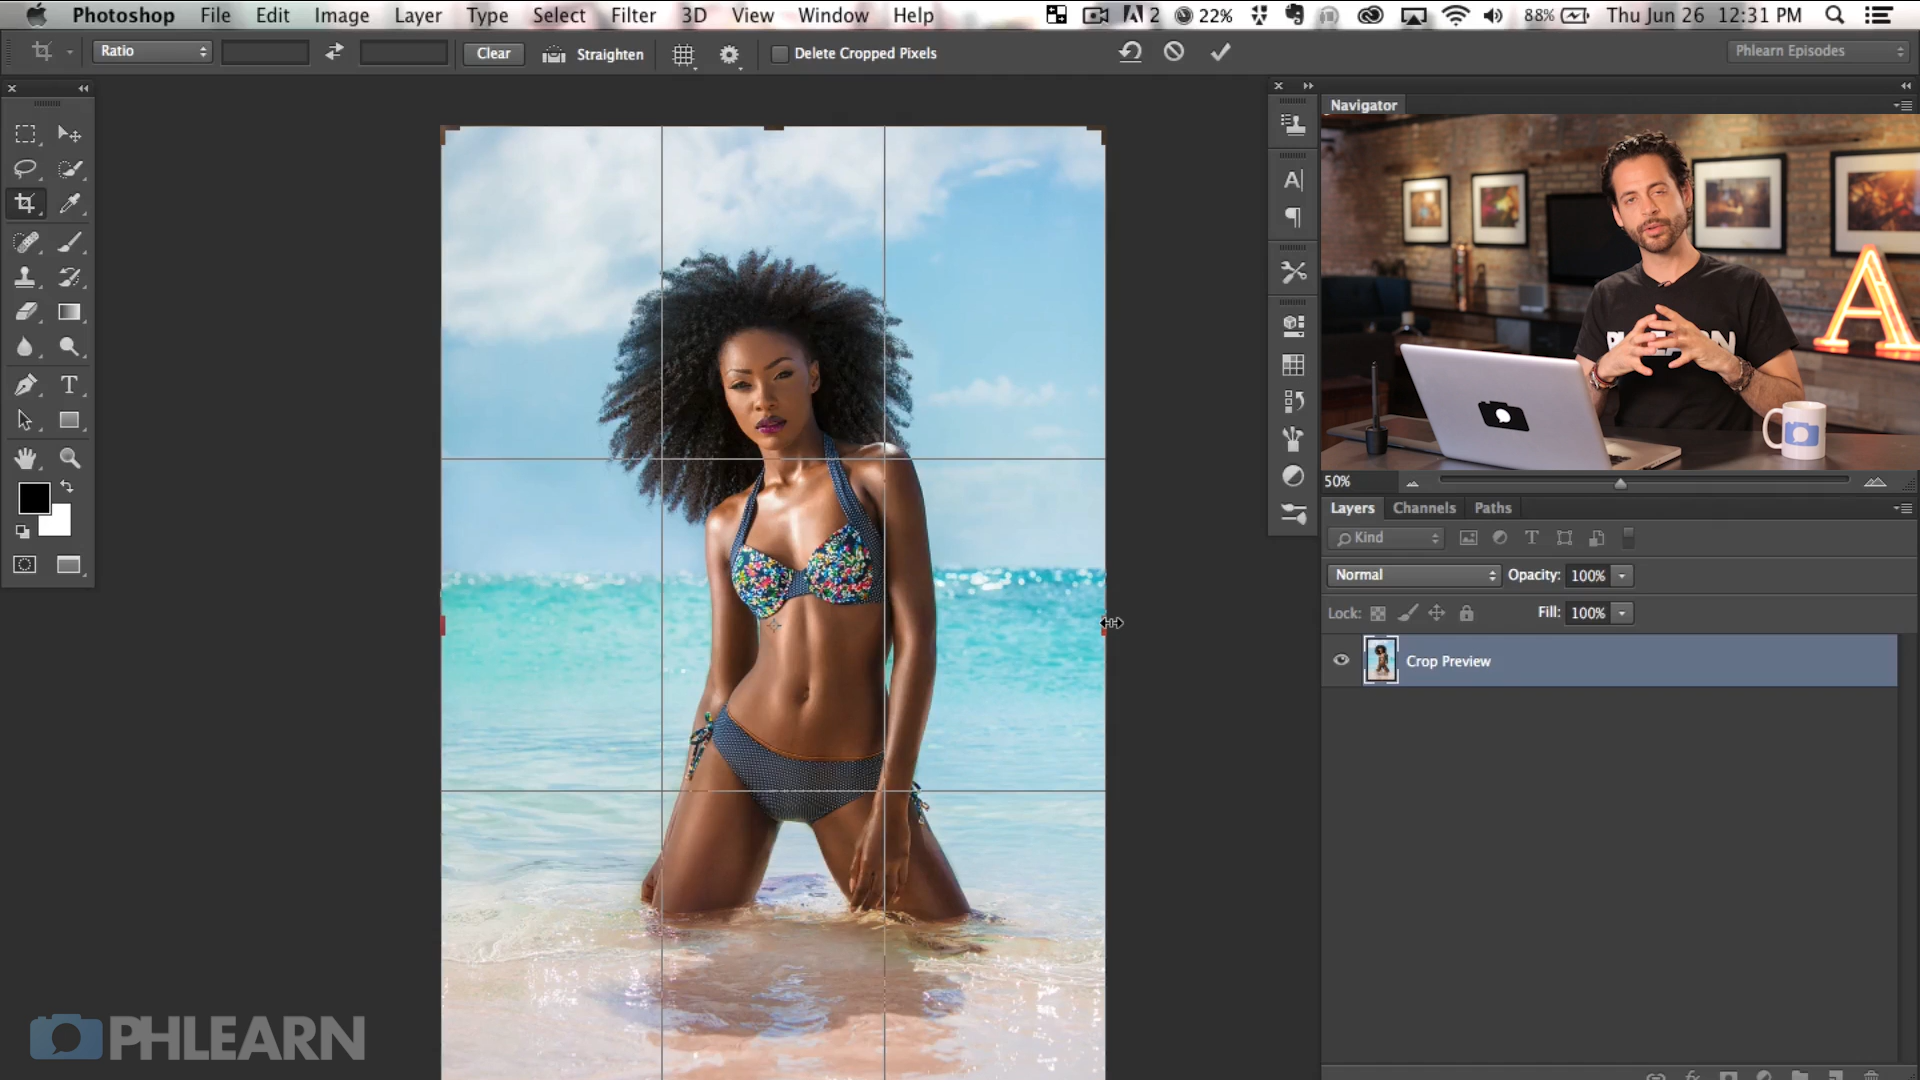 Photoshop File Edit Image Layer Type Select Filter 3D View Window Help 2 22% 88% Thu Jun 26 12:31 PM
Ratio Clear Straighten Delete Cropped Pixels Phlearn Episodes
Navigator
A
PHLEARN
50%
Layers Channels Paths
Kind
Normal Opacity: 100%
Lock: Fill: 100%
Crop Preview
PHLEARN